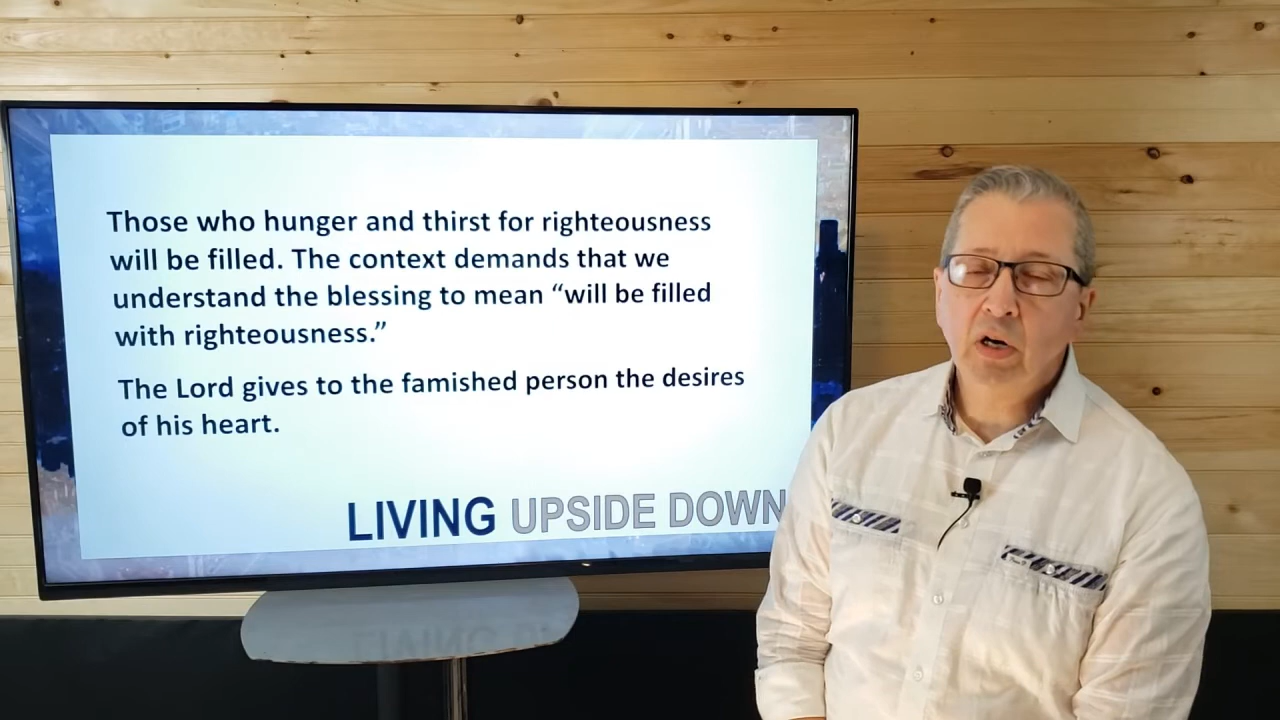 Those who hunger and thirst for righteousness
will be filled. The context demands that we
understand the blessing to mean “will be filled
with righteousness.”
The Lord gives to the famished person the desires
of his heart.
LIVING UPSIDE DOWN